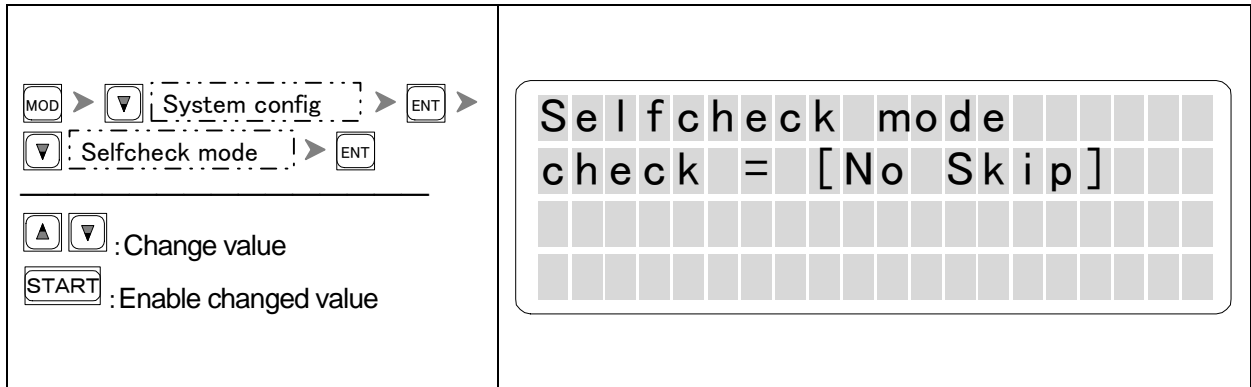 MOD > ▼ System config > ENT >
▼ Selfcheck mode > ENT
▲ ▼ : Change value
START : Enable changed value
Selfcheck mode
check = [No Skip]